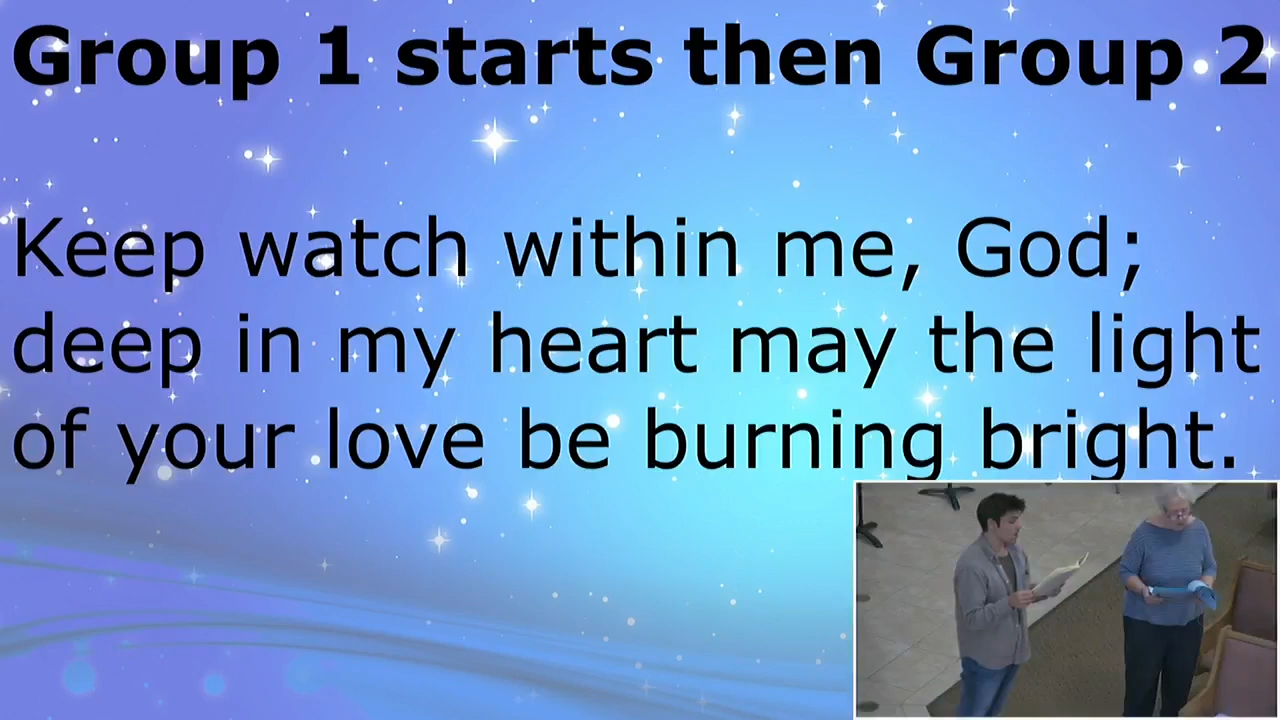 Group 1 starts then Group 2
Keep watch within me, God;
deep in my heart may the light
of your love be burning bright.